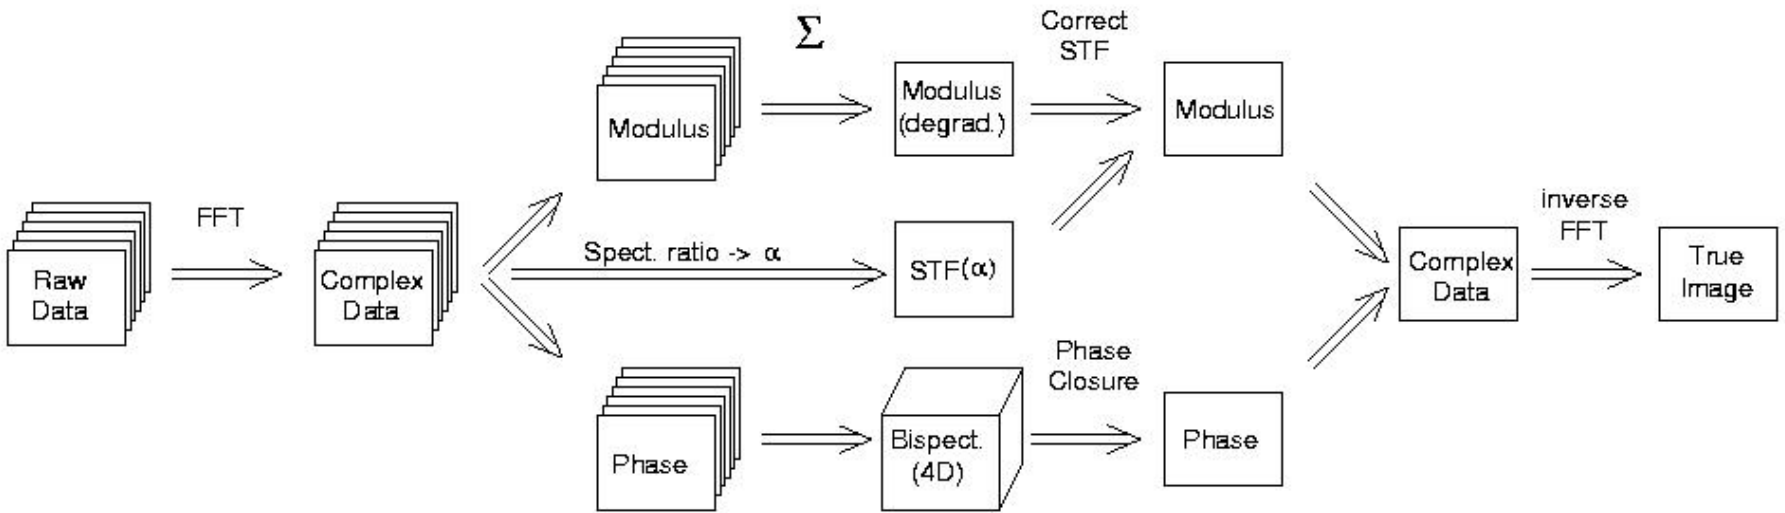 Σ
Correct
STF
Modulus
Modulus
(degrad.)
Modulus
FFT
Spect. ratio -> α
STF(α)
inverse
FFT
Raw
Data
Complex
Data
Complex
Data
True
Image
Phase
Closure
Phase
Bispect.
(4D)
Phase